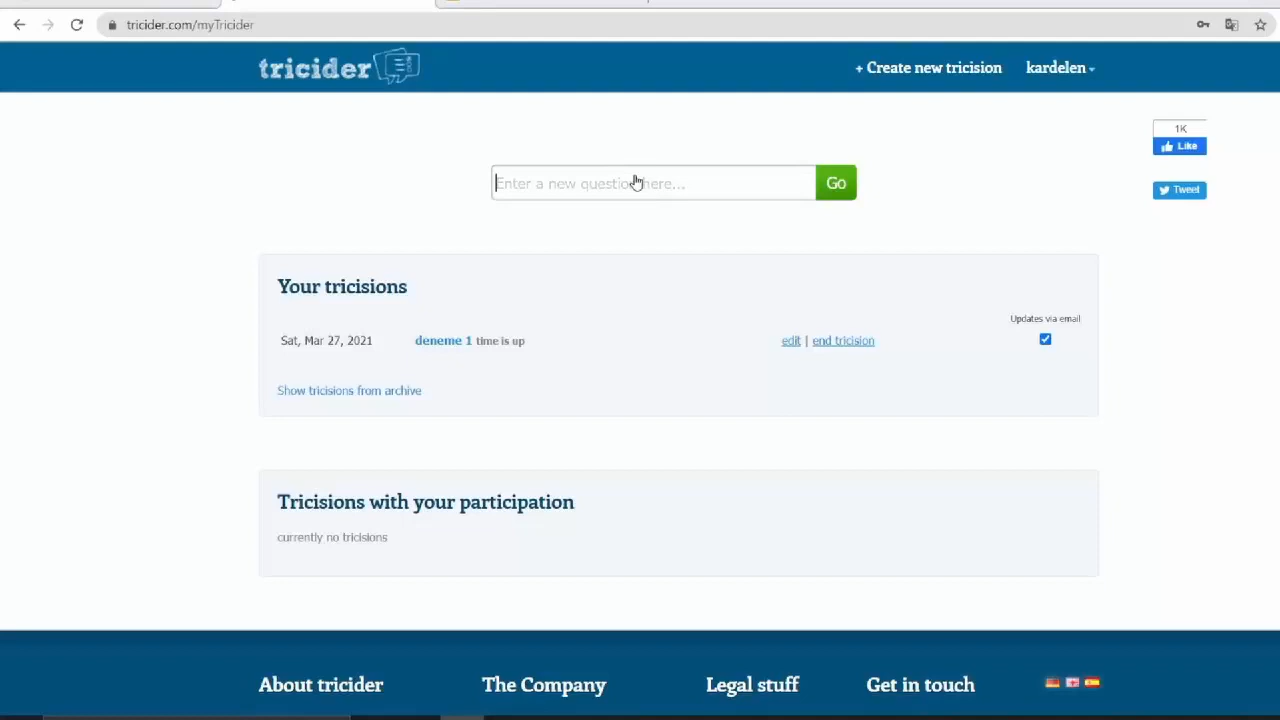 tricider.com/myTricider
tricider
+ Create new tricision
kardelen
1K
Like
Tweet
Enter a new question here...
Go
Your tricisions
Updates via email
Sat, Mar 27, 2021 deneme 1 time is up edit | end tricision
Show tricisions from archive
Tricisions with your participation
currently no tricisions
About tricider
The Company
Legal stuff
Get in touch